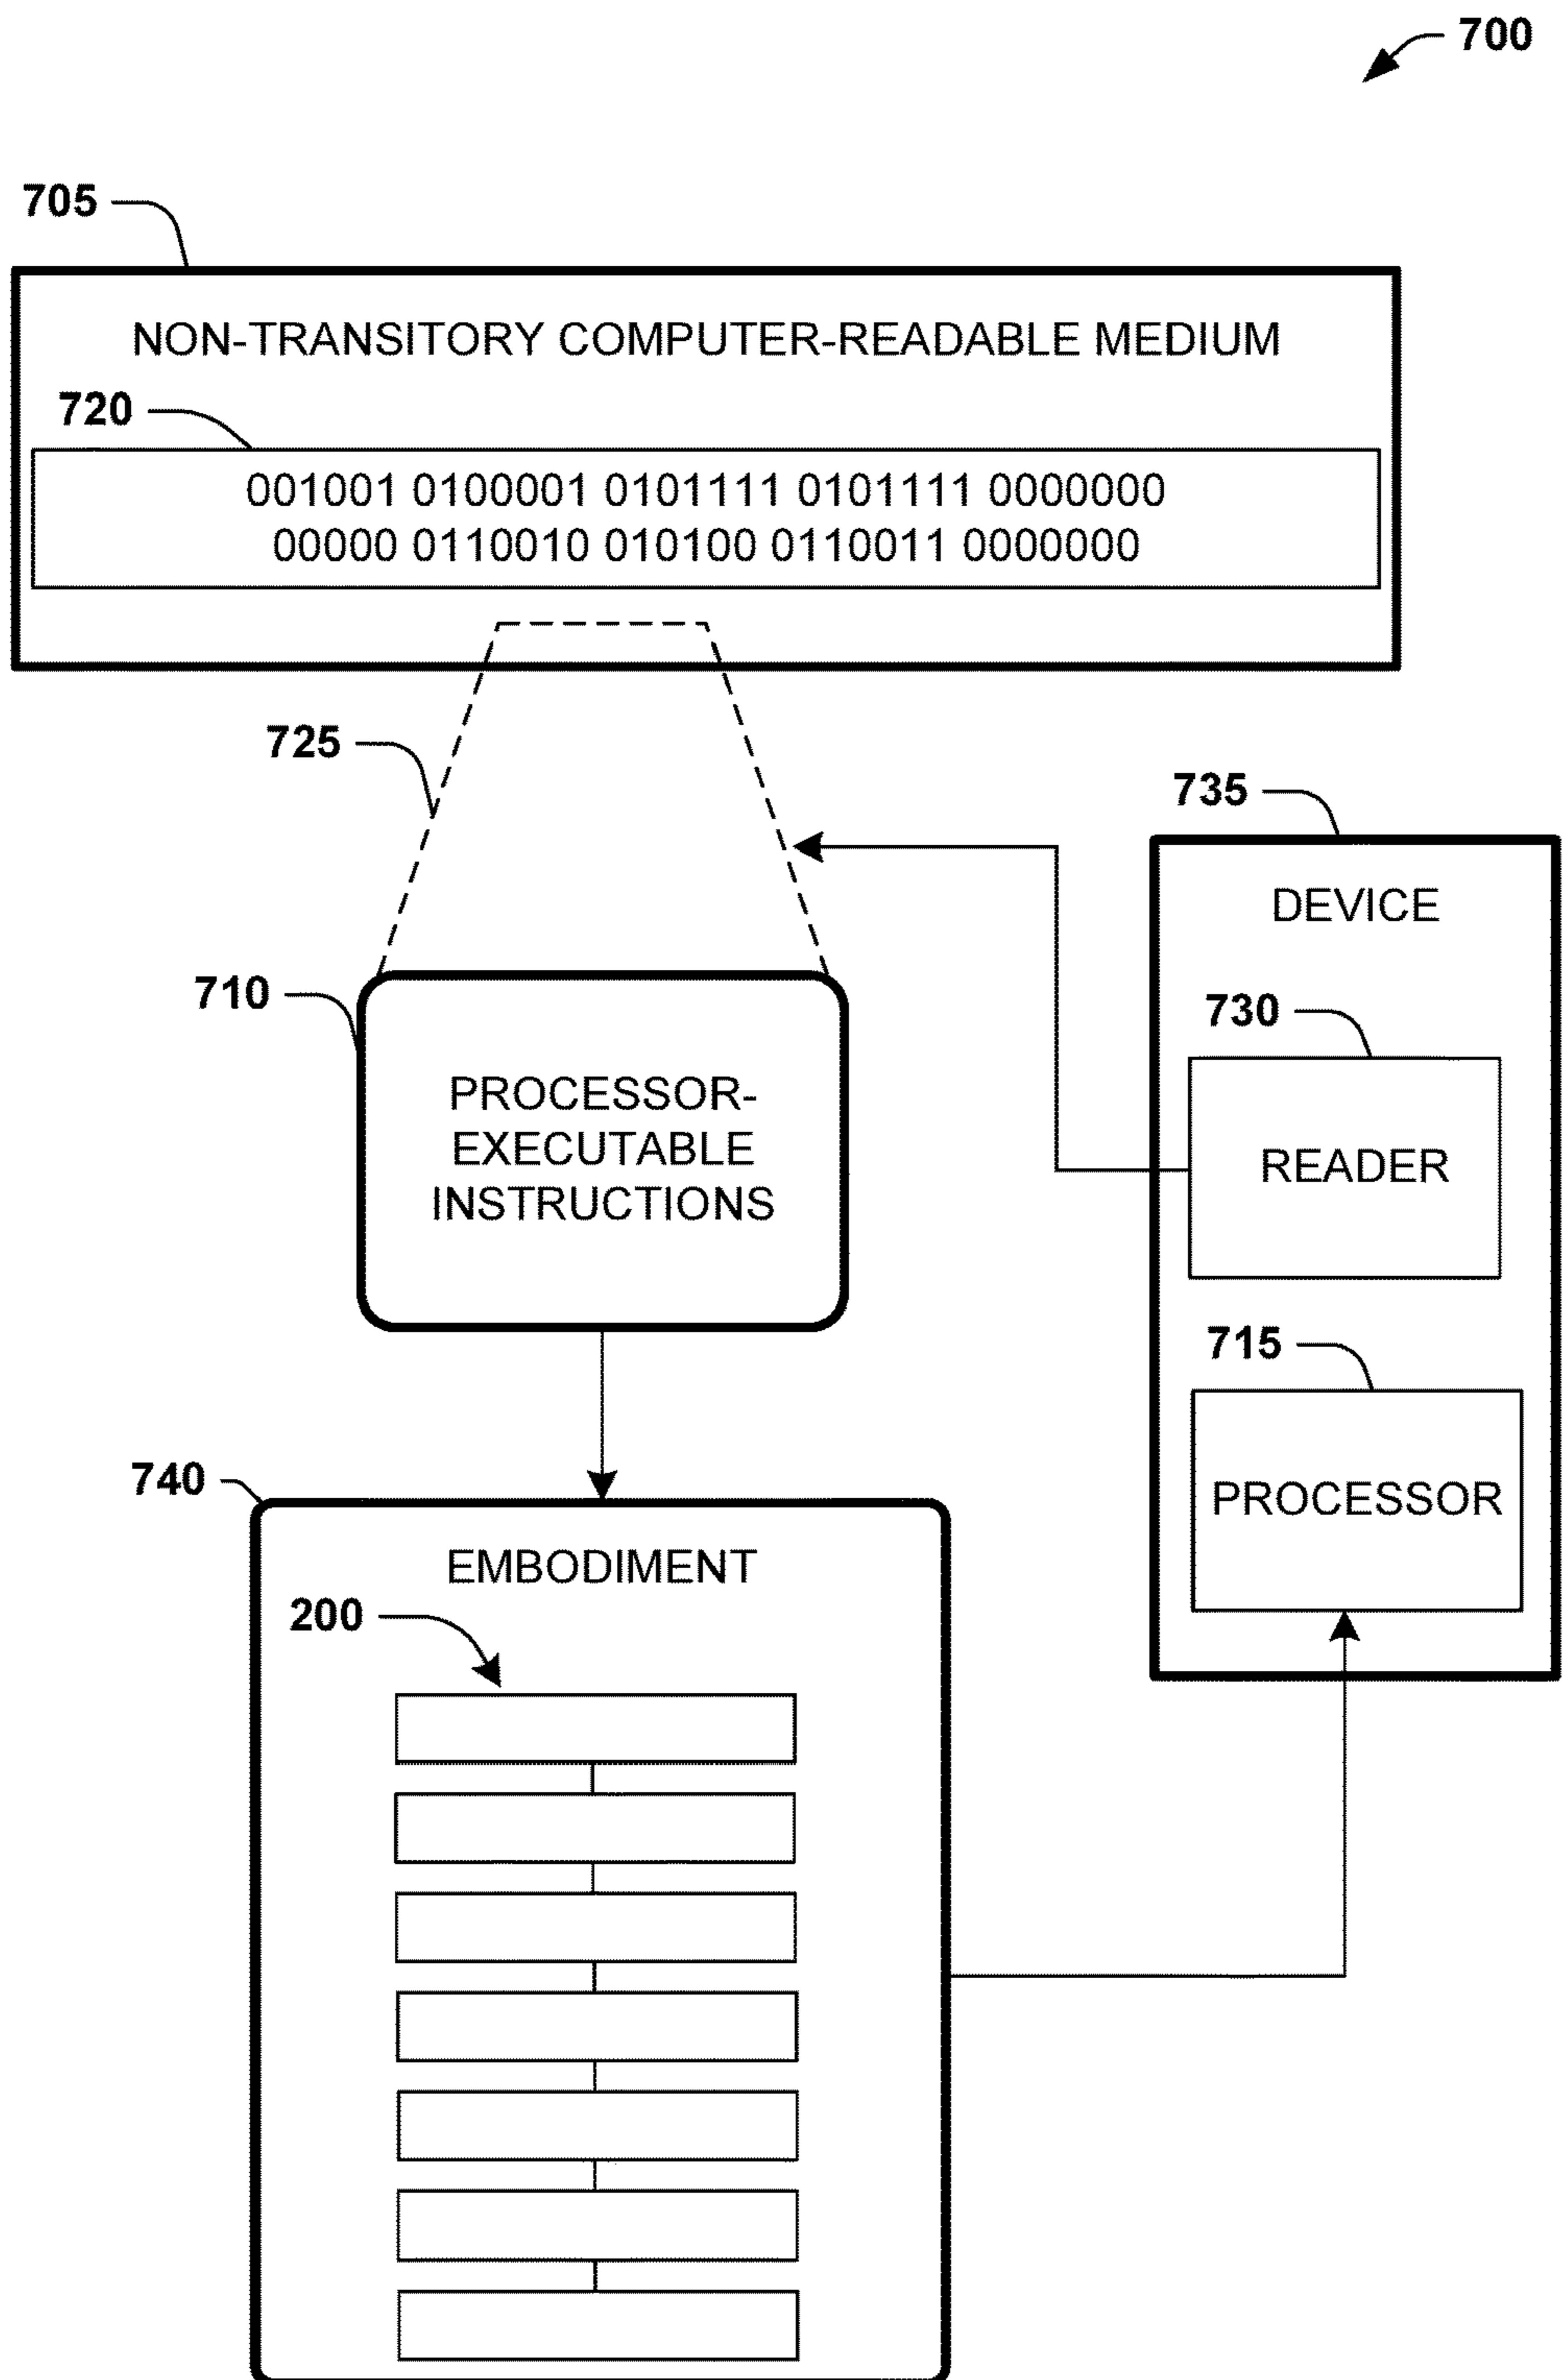 700
705
NON-TRANSITORY COMPUTER-READABLE MEDIUM
720
001001 0100001 0101111 0101111 0000000
00000 0110010 010100 0110011 0000000
725
735
DEVICE
710
730
PROCESSOR-
EXECUTABLE
INSTRUCTIONS
READER
715
740
PROCESSOR
EMBODIMENT
200